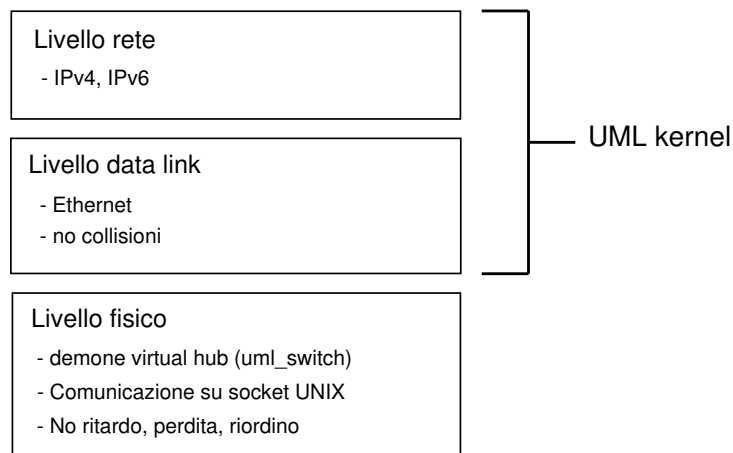 Livello rete
- IPv4, IPv6
UML kernel
Livello data link
- Ethernet
- no collisioni
Livello fisico
- demone virtual hub (uml_switch)
- Comunicazione su socket UNIX
- No ritardo, perdita, riordino